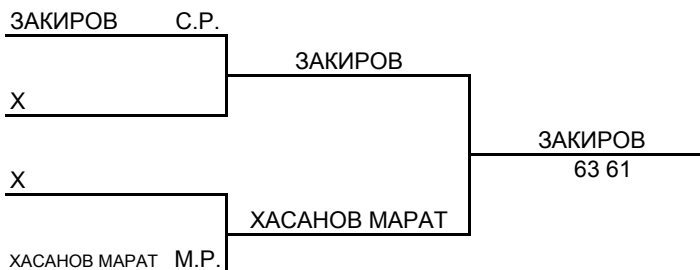 ЗАКИРОВ С.Р.
ЗАКИРОВ
Х
ЗАКИРОВ
63 61
Х
ХАСАНОВ МАРАТ
ХАСАНОВ МАРАТ М.Р.